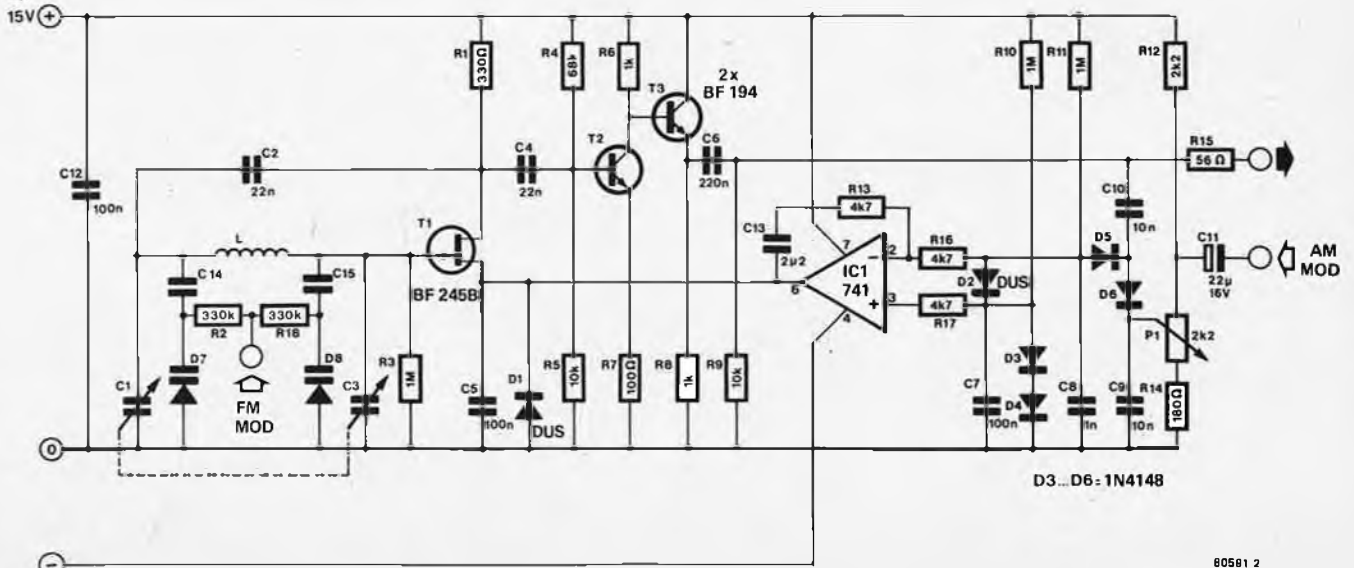 15V +
R1
330Ω
R4
68k
R6
1k
T3
2x
BF 194
R10
1M
R11
1M
R12
2k2
C12
100n
C2
22n
C4
22n
T2
C6
220n
R15
56 Ω
C10
10n
T1
BF 245B
R13
4k7
C13
2µ2
7
6
IC1
741
2
3
4
R16
4k7
4k7
R17
D2
DUS
D5
D6
C11
22µ
16V
AM
MOD
L
C14
C15
330k
330k
R2
R18
D7
D8
C1
FM
MOD
C3
R3
1M
C5
100n
D1
DUS
R5
10k
R7
100Ω
R8
1k
R9
10k
C7
100n
D3
D4
C8
1n
C9
10n
P1
2k2
R14
180Ω
0
D3...D6=1N4148
−
80581 2